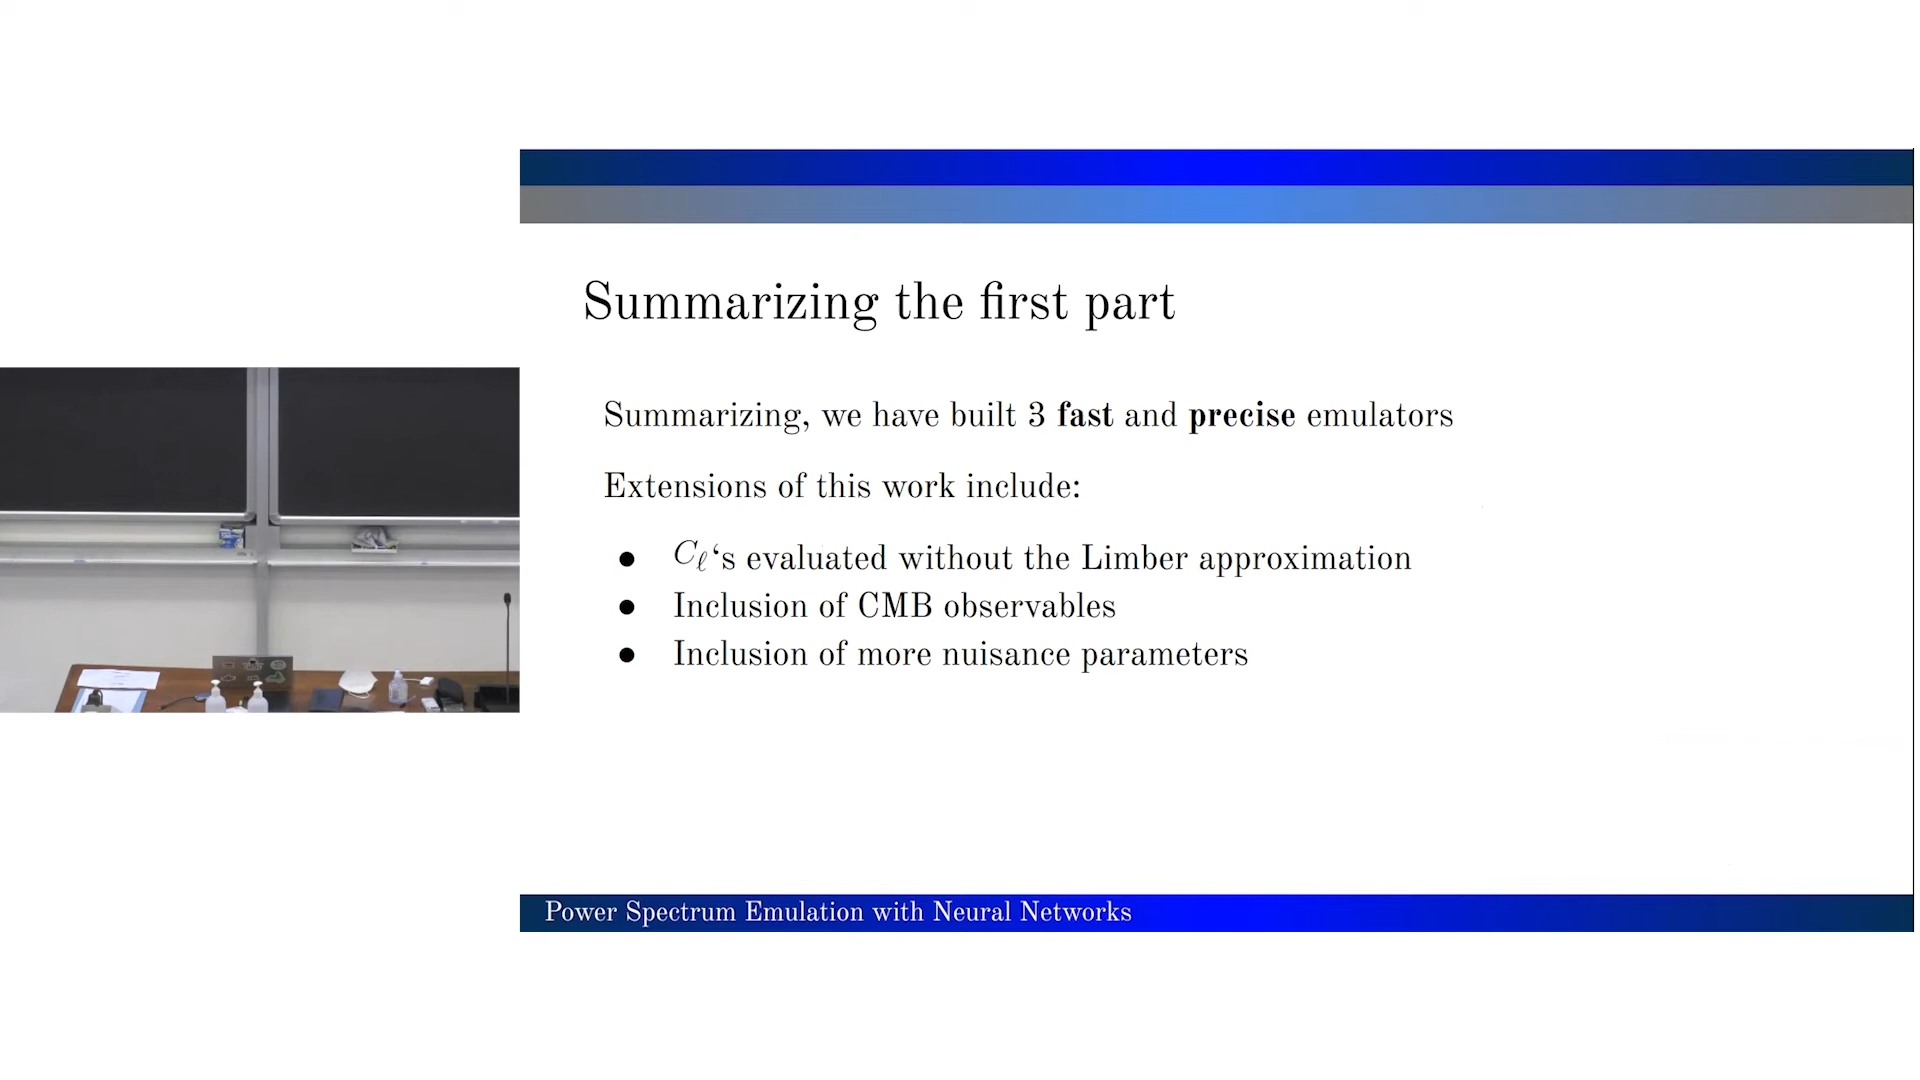 Summarizing the first part
Summarizing, we have built 3 fast and precise emulators
Extensions of this work include:
● Cℓ‘s evaluated without the Limber approximation
● Inclusion of CMB observables
● Inclusion of more nuisance parameters
Power Spectrum Emulation with Neural Networks